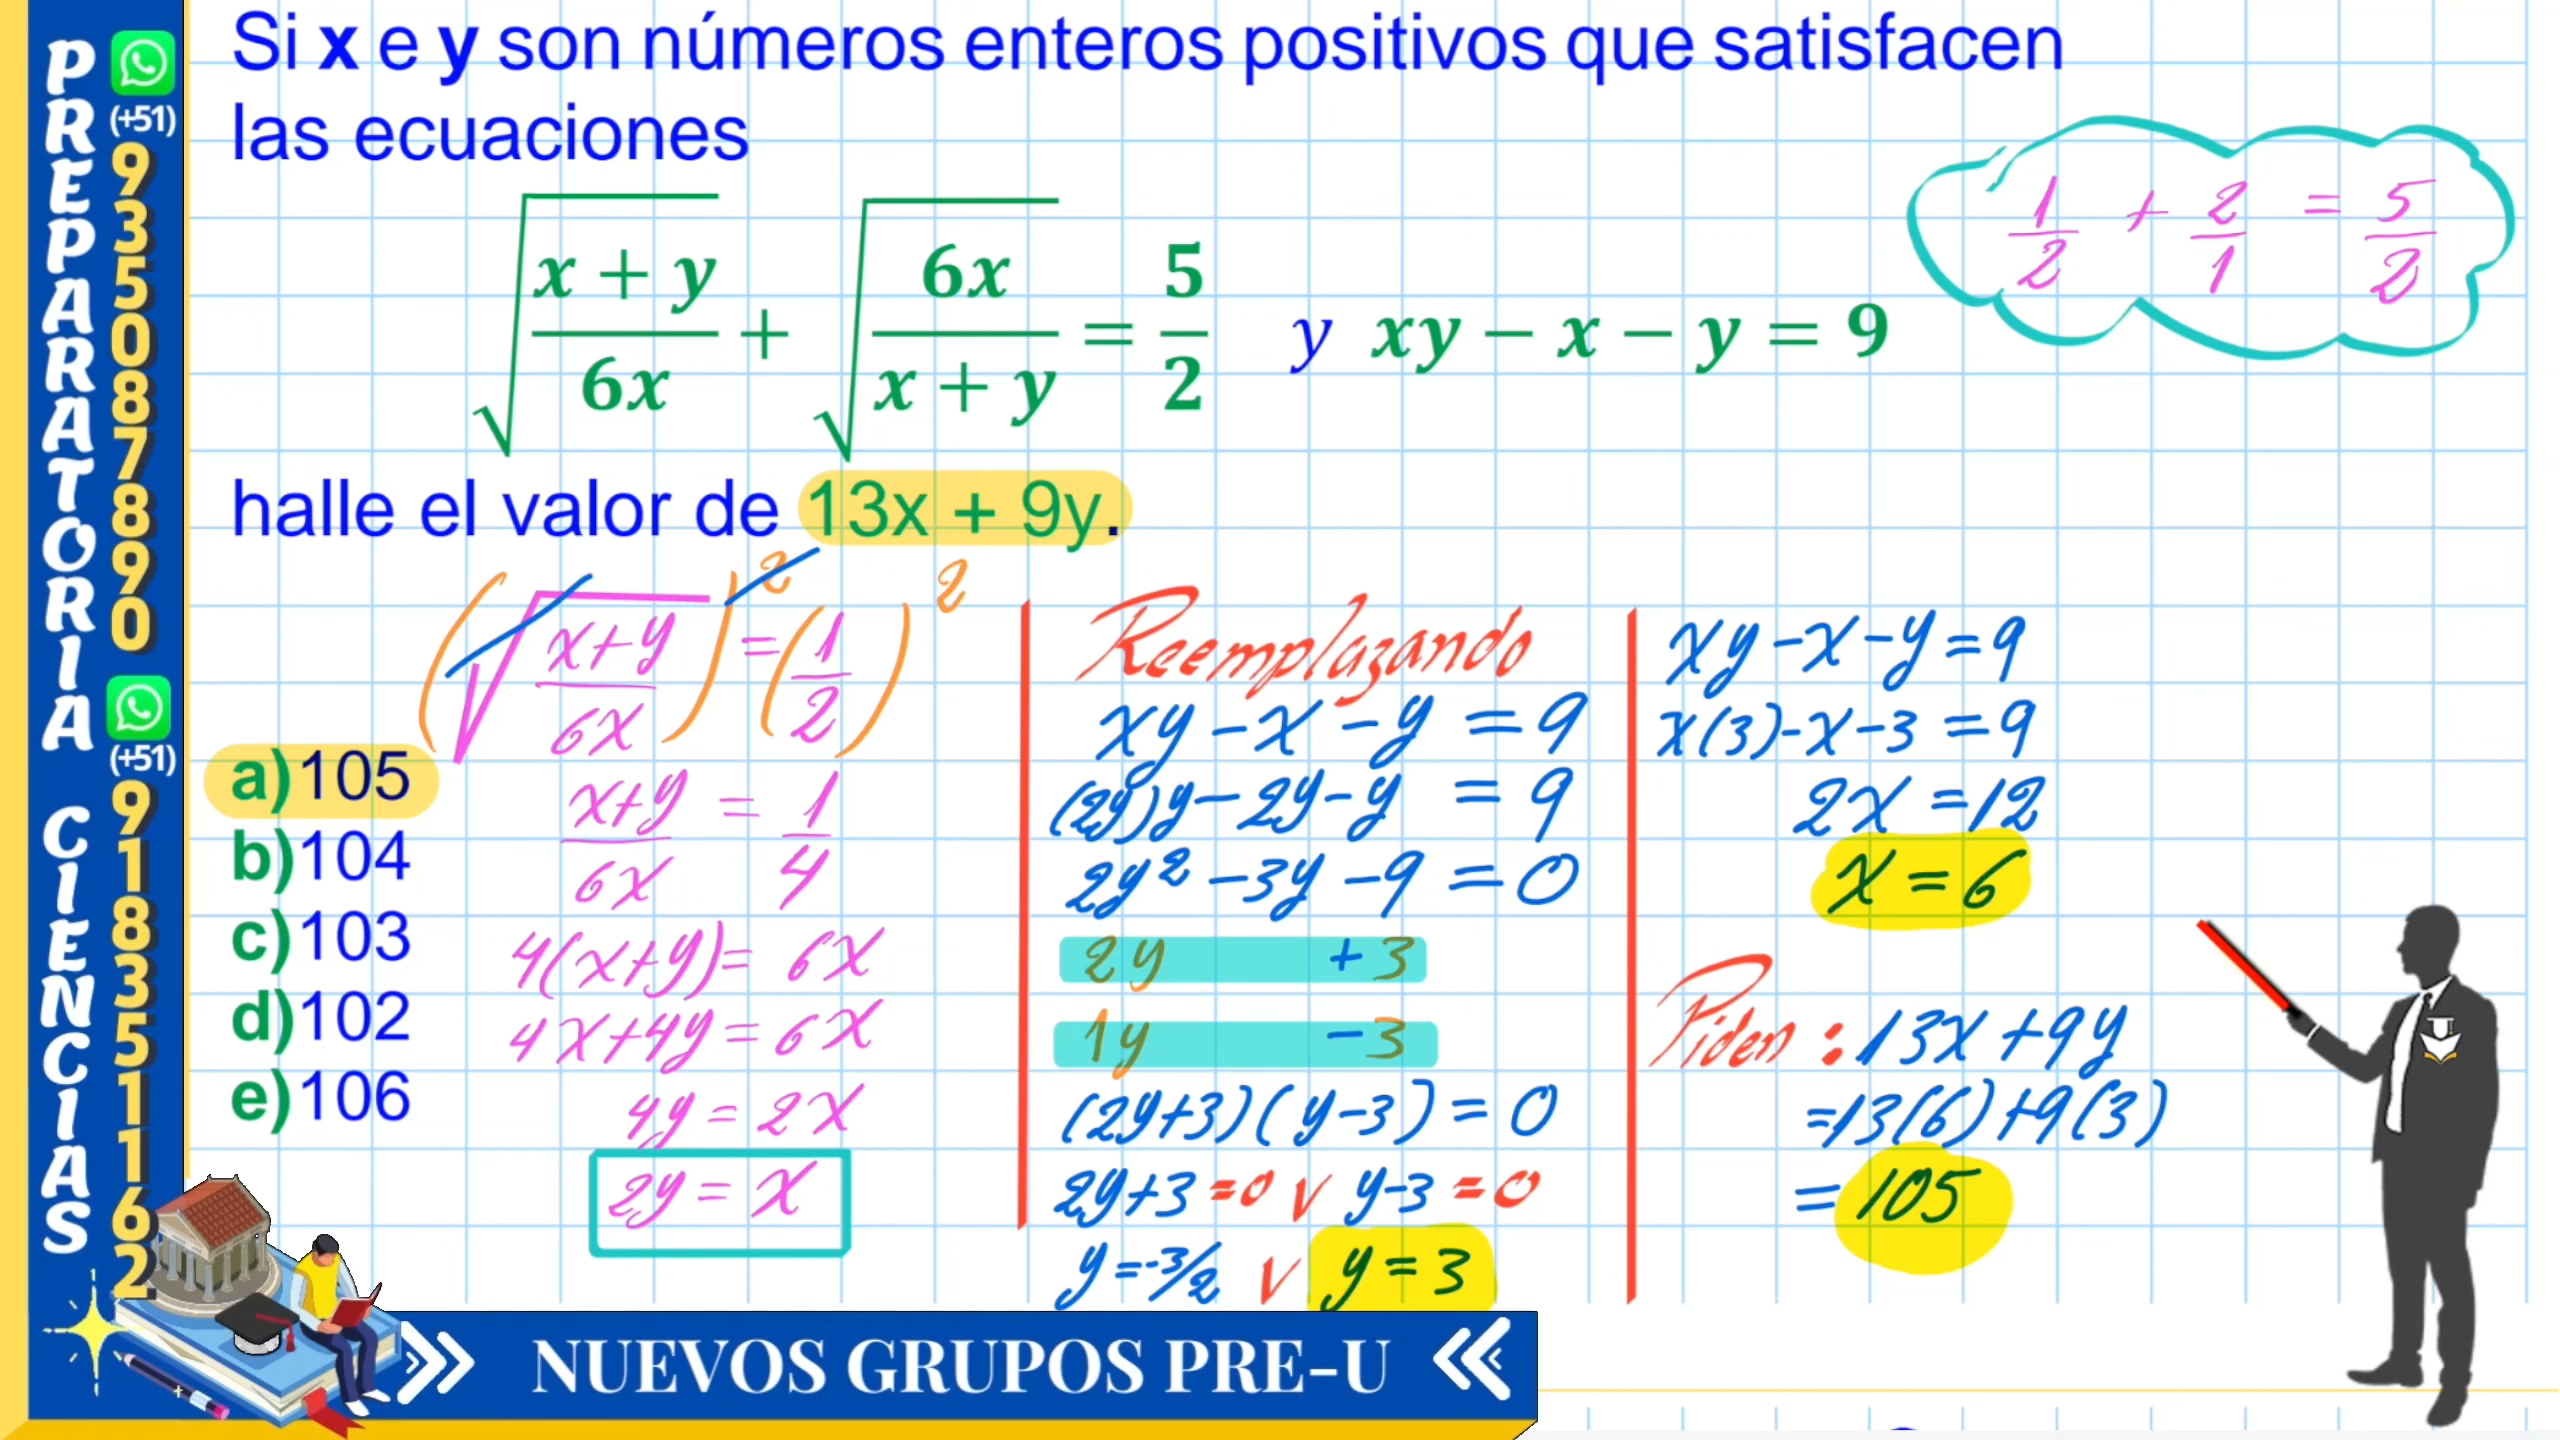 PREPARATORIA CIENCIAS
(+51)
935087890
(+51)
918351162
Si x e y son números enteros positivos que satisfacen
las ecuaciones
√((x + y)/(6x)) + √((6x)/(x + y)) = 5/2 y xy − x − y = 9
1/2 + 2/1 = 5/2
halle el valor de 13x + 9y.
a)105
b)104
c)103
d)102
e)106
(√((x+y)/(6x)))² = (1/2)²
(x+y)/(6x) = 1/4
4(x+y)= 6x
4x+4y = 6x
4y = 2x
2y = x
Reemplazando
xy − x − y = 9
(2y)y − 2y − y = 9
2y² − 3y − 9 = 0
2y + 3
1y − 3
(2y+3)(y−3) = 0
2y+3 =0 ∨ y−3 =0
y = -3/2 ∨ y = 3
xy − x − y = 9
x(3) − x − 3 = 9
2x = 12
x = 6
Piden : 13x + 9y
=13(6)+9(3)
= 105
NUEVOS GRUPOS PRE-U